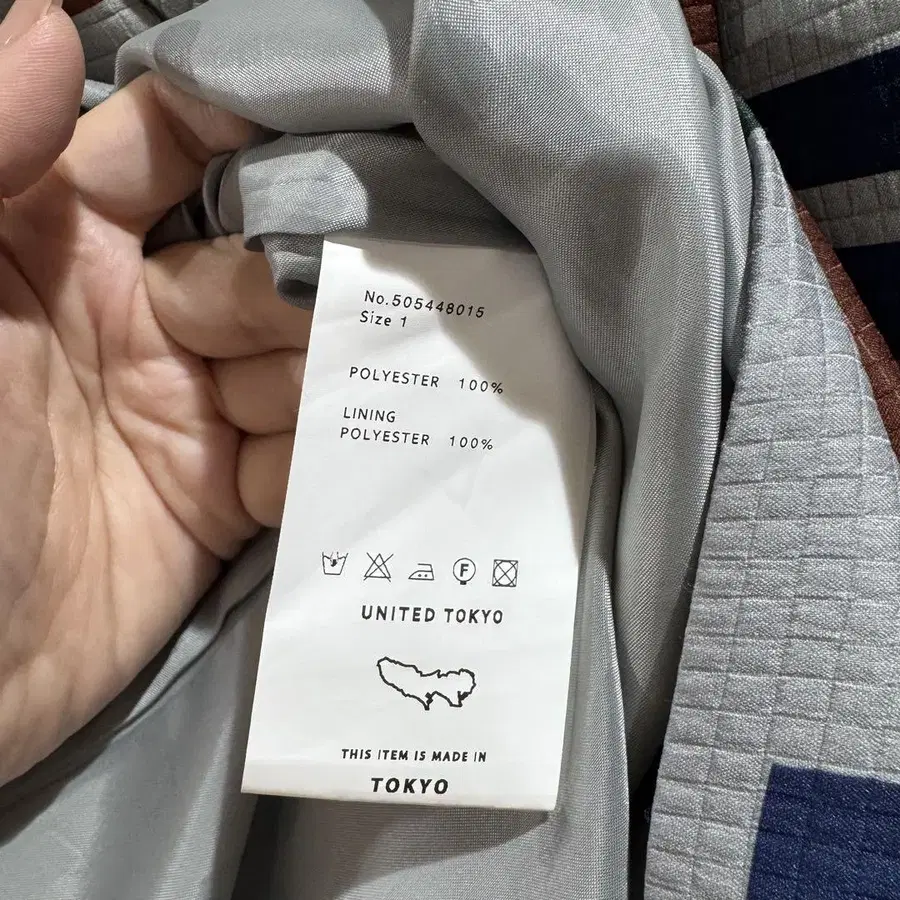 No.505448015
Size 1
POLYESTER 100%
LINING
POLYESTER 100%
F
UNITED TOKYO
THIS ITEM IS MADE IN
TOKYO